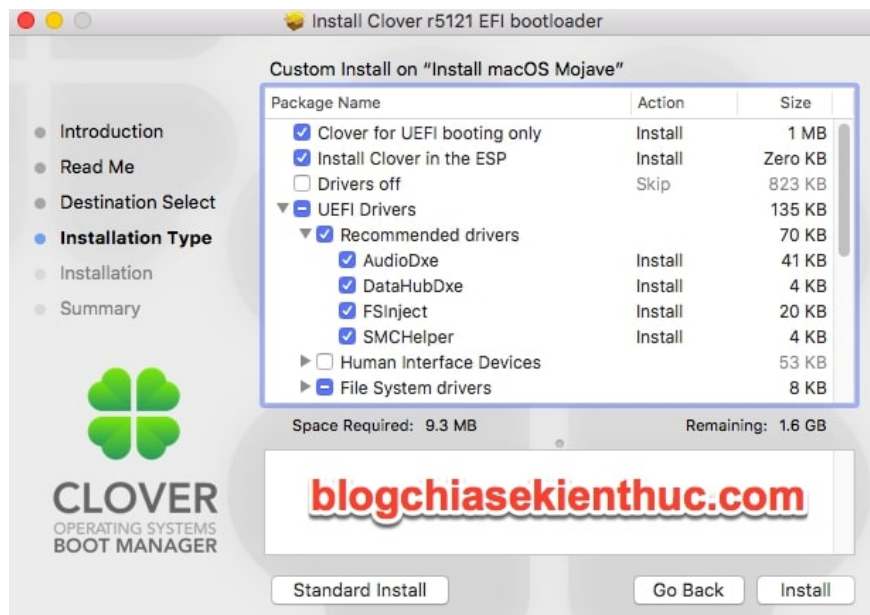 Install Clover r5121 EFI bootloader
Custom Install on “Install macOS Mojave”
Introduction
Read Me
Destination Select
Installation Type
Installation
Summary
Package Name Action Size
Clover for UEFI booting only Install 1 MB
Install Clover in the ESP Install Zero KB
Drivers off Skip 823 KB
UEFI Drivers 135 KB
Recommended drivers 70 KB
AudioDxe Install 41 KB
DataHubDxe Install 4 KB
FSInject Install 20 KB
SMCHelper Install 4 KB
Human Interface Devices 53 KB
File System drivers 8 KB
Space Required: 9.3 MB Remaining: 1.6 GB
blogchiasekienthuc.com
CLOVER
OPERATING SYSTEMS
BOOT MANAGER
Standard Install Go Back Install